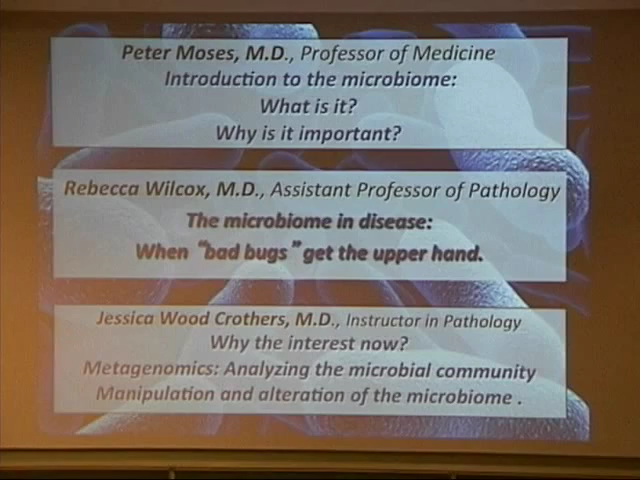 Peter Moses, M.D., Professor of Medicine
Introduction to the microbiome:
What is it?
Why is it important?
Rebecca Wilcox, M.D., Assistant Professor of Pathology
The microbiome in disease:
When “bad bugs” get the upper hand.
Jessica Wood Crothers, M.D., Instructor in Pathology
Why the interest now?
Metagenomics: Analyzing the microbial community
Manipulation and alteration of the microbiome .